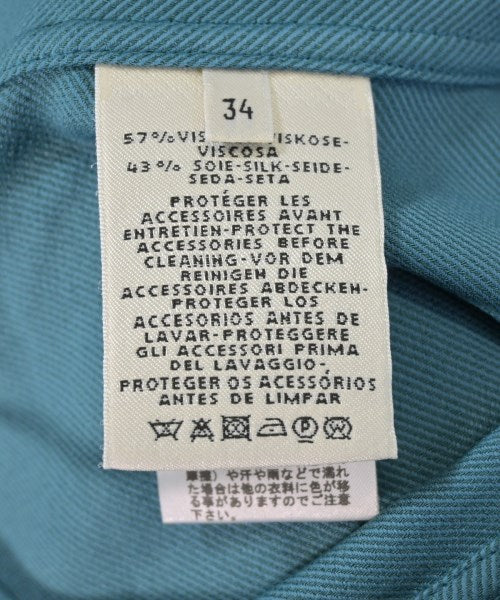 34
57% VIS ISKOSE-
VISCOSA
43% SOIE-SILK-SEIDE-
SEDA-SETA
PROTÉGER LES
ACCESSOIRES AVANT
ENTRETIEN-PROTECT THE
ACCESSORIES BEFORE
CLEANING-VOR DEM
REINIGEN DIE
ACCESSOIRES ABDECKEN-
PROTEGER LOS
ACCESORIOS ANTES DE
LAVAR-PROTEGGERE
GLI ACCESSORI PRIMA
DEL LAVAGGIO-
PROTEGER OS ACESSÓRIOS
ANTES DE LIMPAR
P W
摩擦）や汗や雨などで濡れ
た場合は他の衣料に色が移
る事がありますのでご注意
下さい。